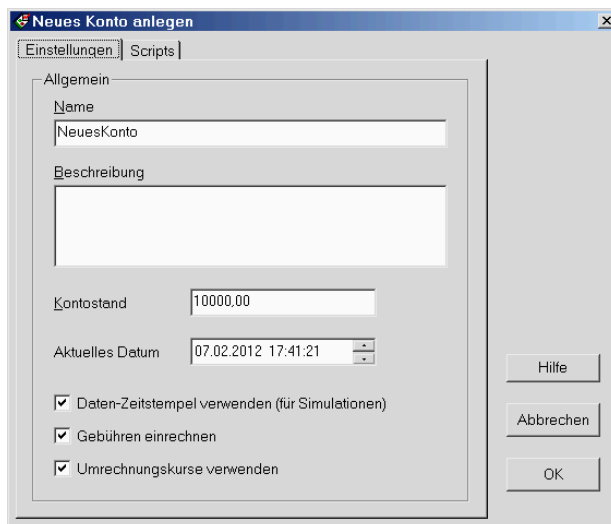 Neues Konto anlegen
Einstellungen
Scripts
Allgemein
Name
NeuesKonto
Beschreibung
Kontostand 10000,00
Aktuelles Datum 07.02.2012 17:41:21
Daten-Zeitstempel verwenden (für Simulationen)
Gebühren einrechnen
Umrechnungskurse verwenden
Hilfe
Abbrechen
OK